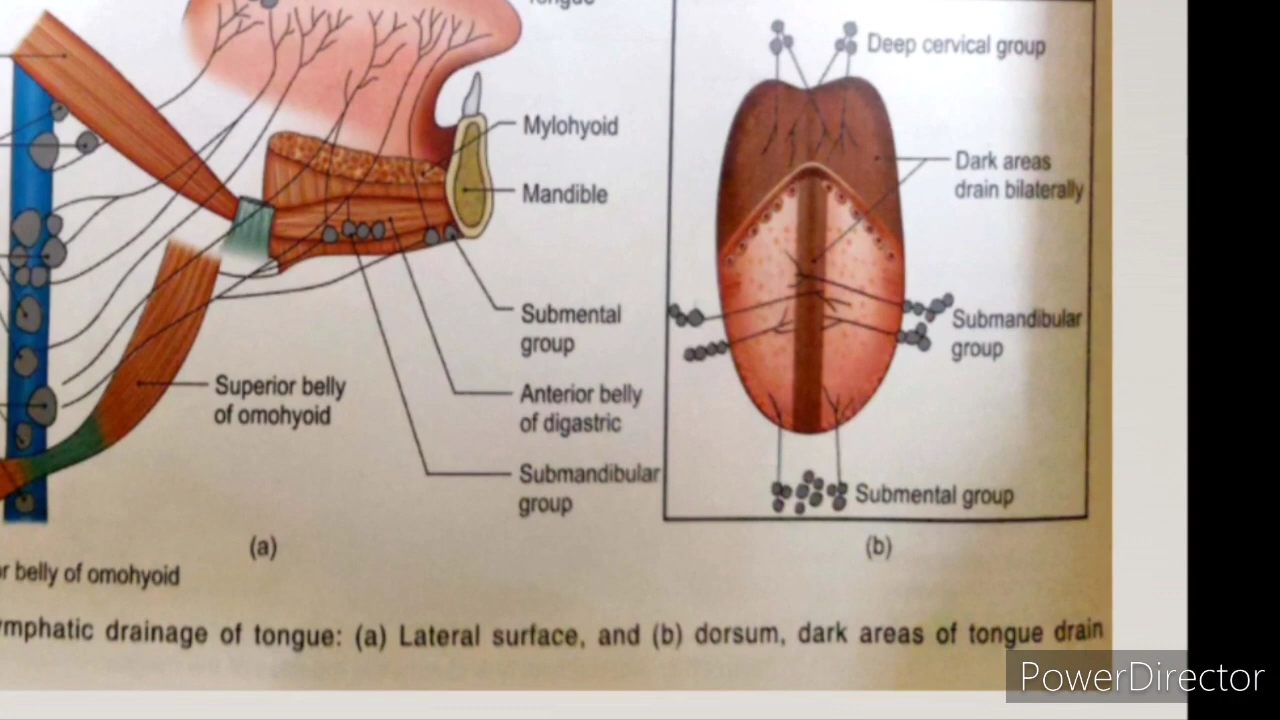 Tongue
Mylohyoid
Mandible
Submental
group
Anterior belly
of digastric
Submandibular
group
Superior belly
of omohyoid
(a)
Deep cervical group
Dark areas
drain bilaterally
Submandibular
group
Submental group
(b)
belly of omohyoid
drainage of tongue: (a) Lateral surface, and (b) dorsum, dark areas of tongue drain
PowerDirector